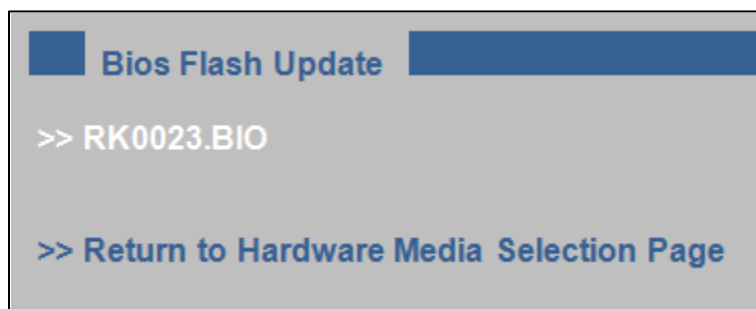 Bios Flash Update
>> RK0023.BIO
>> Return to Hardware Media Selection Page